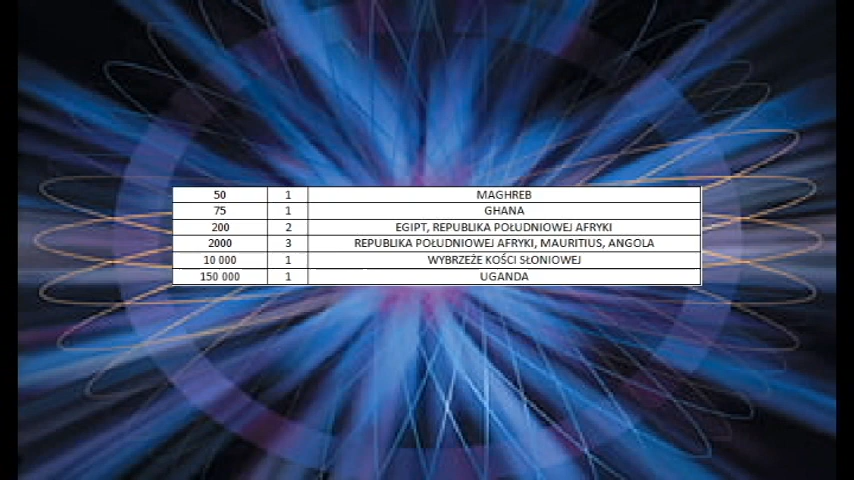 50 1 MAGHREB
75 1 GHANA
200 2 EGIPT, REPUBLIKA POŁUDNIOWEJ AFRYKI
2000 3 REPUBLIKA POŁUDNIOWEJ AFRYKI, MAURITIUS, ANGOLA
10 000 1 WYBRZEŻE KOŚCI SŁONIOWEJ
150 000 1 UGANDA